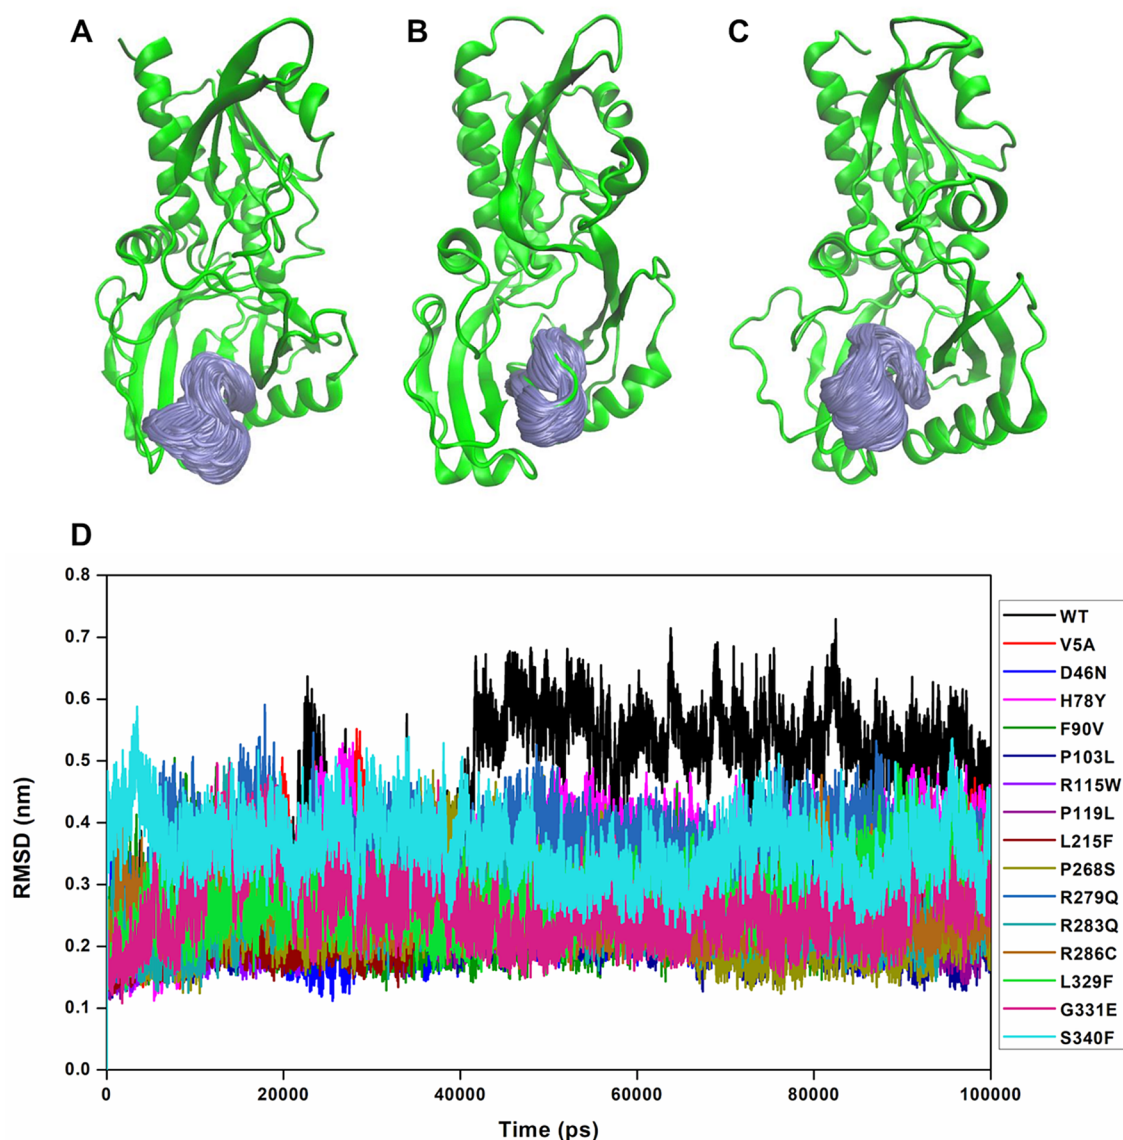 A B C
D
0.8
0.7
0.6
0.5
0.4
0.3
0.2
0.1
0.0
RMSD (nm)
0 20000 40000 60000 80000 100000
Time (ps)
WT
V5A
D46N
H78Y
F90V
P103L
R115W
P119L
L215F
P268S
R279Q
R283Q
R286C
L329F
G331E
S340F